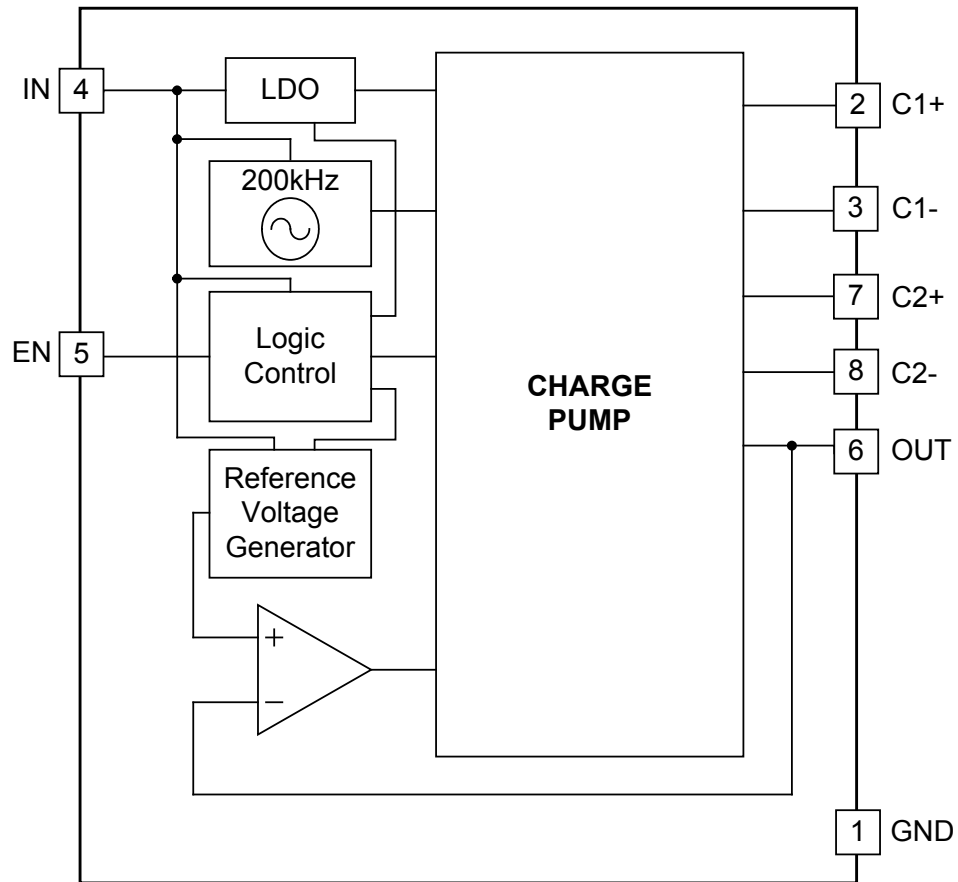 IN
4
LDO
2
C1+
200kHz
3
C1-
7
C2+
EN
5
Logic
Control
8
C2-
CHARGE
PUMP
6
OUT
Reference
Voltage
Generator
+
−
1
GND